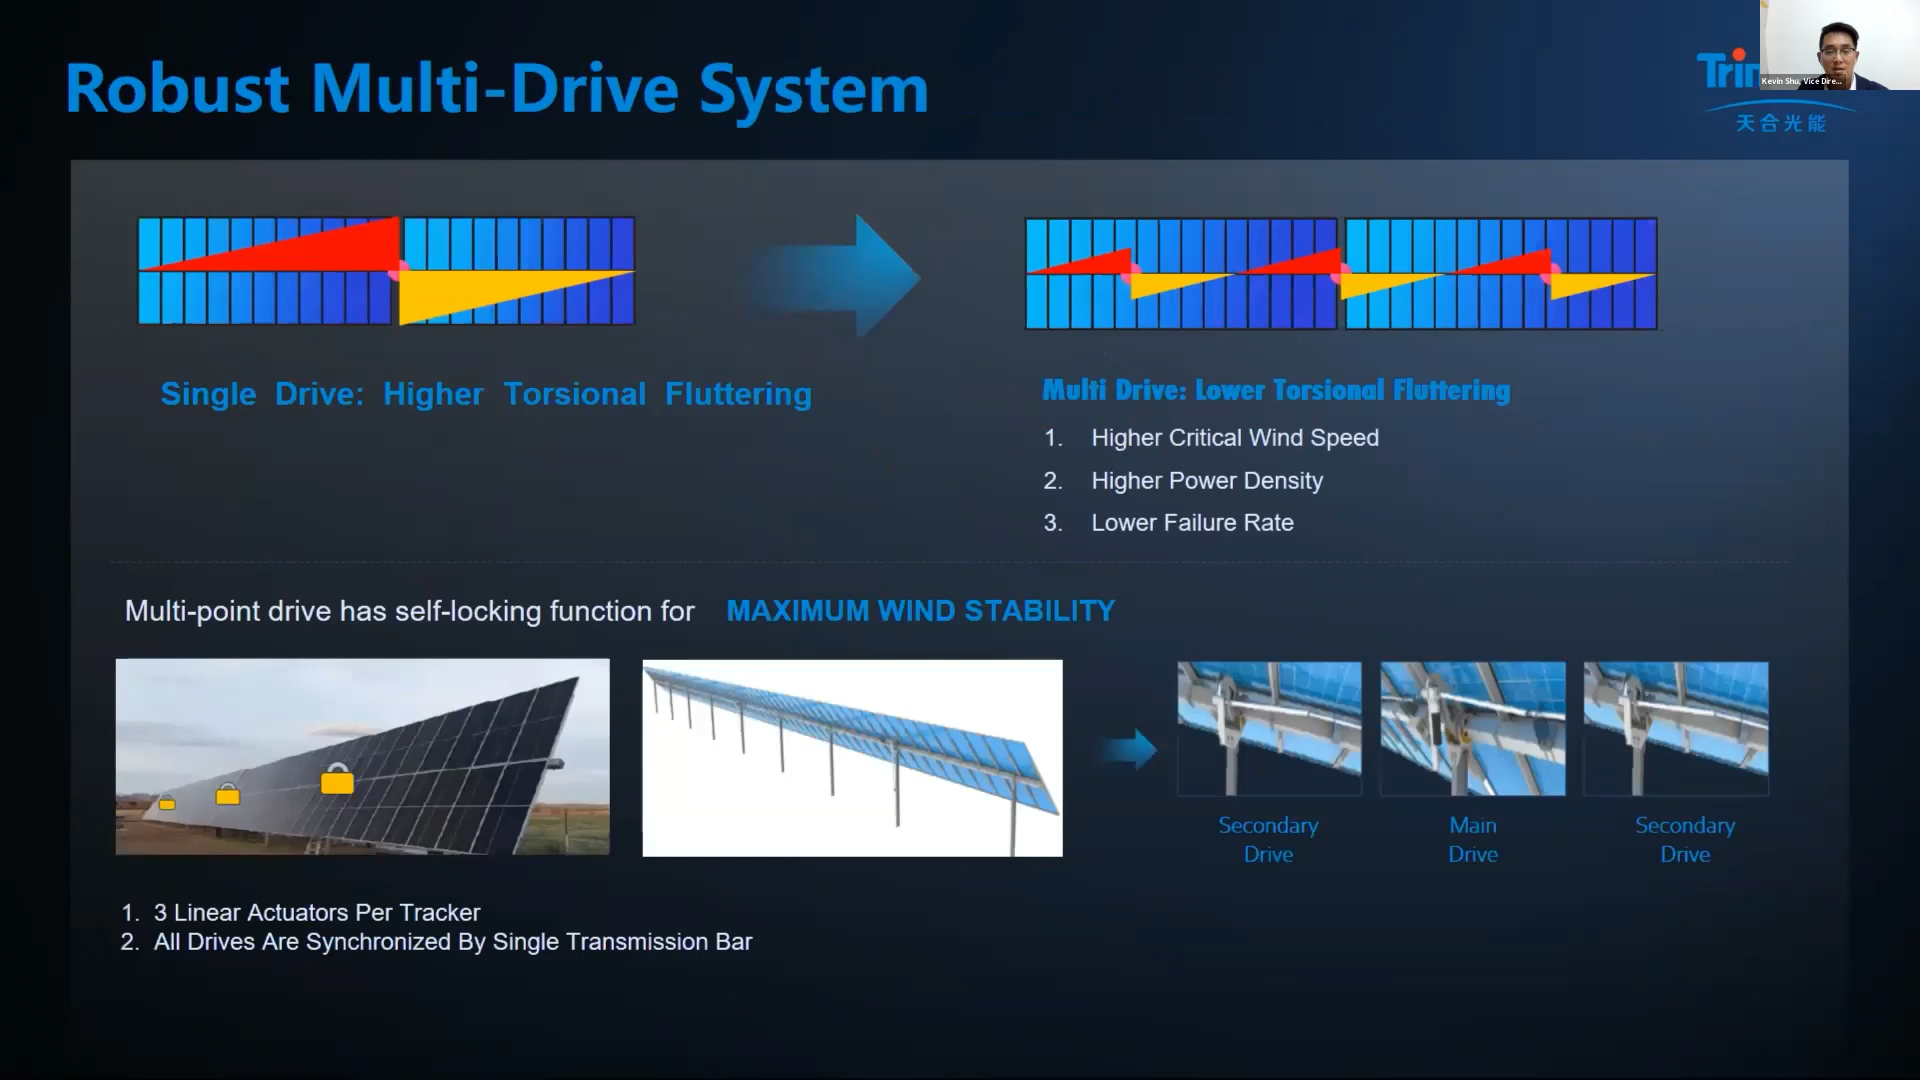 Robust Multi-Drive System
Kevin Shu, Vice Dire...
天合光能
Single Drive: Higher Torsional Fluttering
Multi Drive: Lower Torsional Fluttering
1. Higher Critical Wind Speed
2. Higher Power Density
3. Lower Failure Rate
Multi-point drive has self-locking function for MAXIMUM WIND STABILITY
Secondary
Drive
Main
Drive
Secondary
Drive
1. 3 Linear Actuators Per Tracker
2. All Drives Are Synchronized By Single Transmission Bar